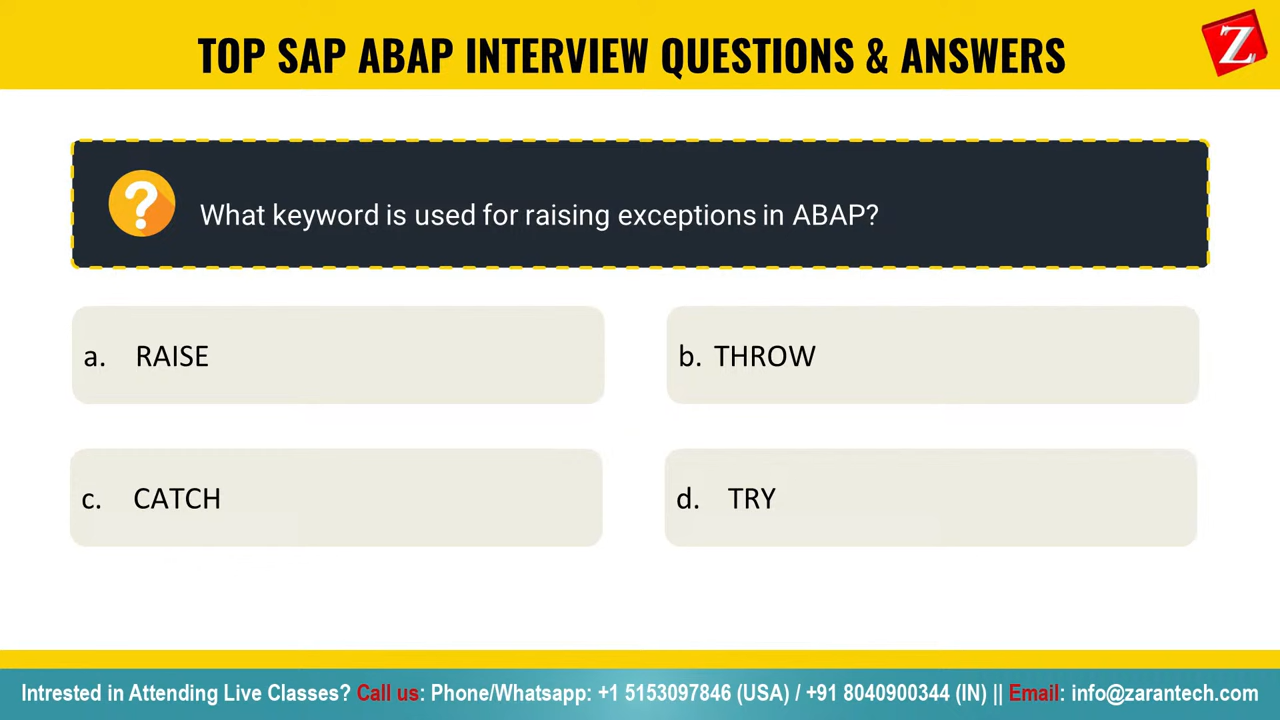 TOP SAP ABAP INTERVIEW QUESTIONS & ANSWERS
Z
?
What keyword is used for raising exceptions in ABAP?
a. RAISE
b. THROW
c. CATCH
d. TRY
Intrested in Attending Live Classes? Call us: Phone/Whatsapp: +1 5153097846 (USA) / +91 8040900344 (IN) || Email: info@zarantech.com